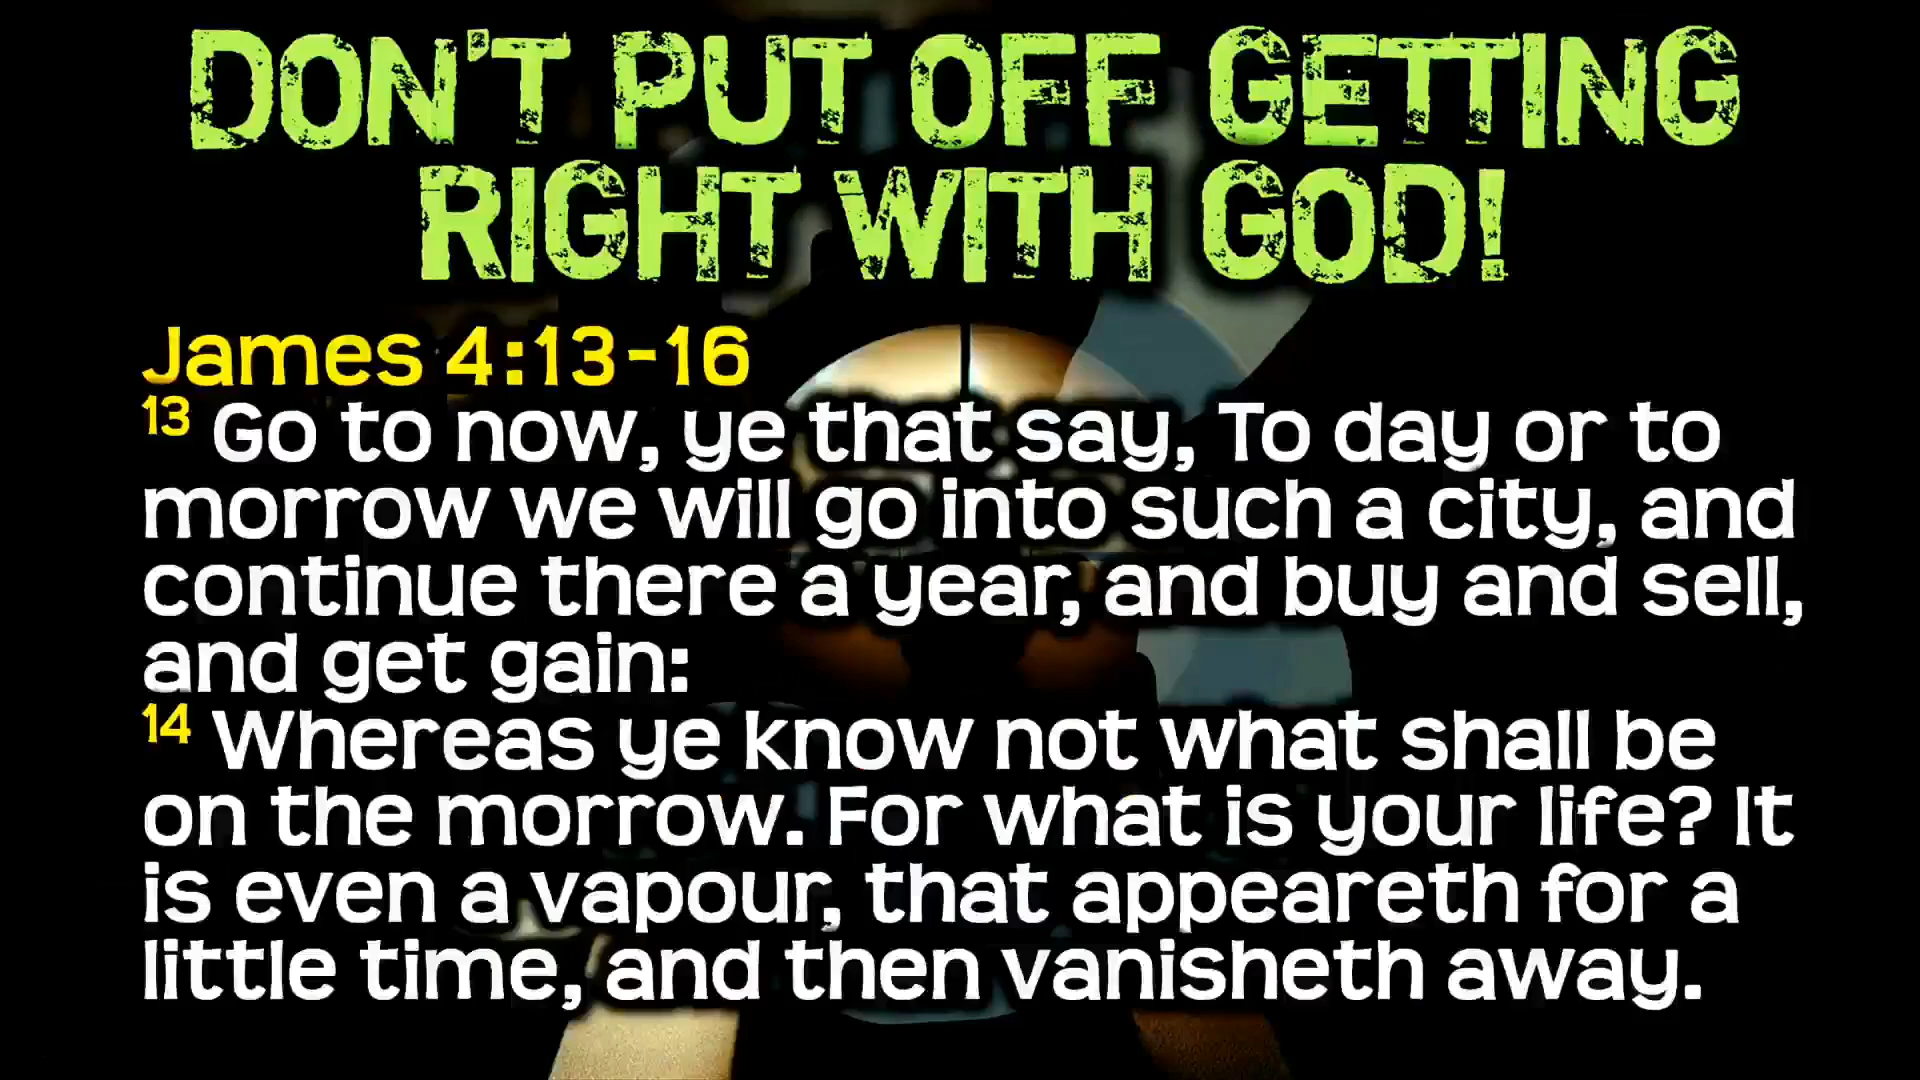 DON'T PUT OFF GETTING
RIGHT WITH GOD!
James 4:13-16
13 Go to now, ye that say, To day or to
morrow we will go into such a city, and
continue there a year, and buy and sell,
and get gain:
14 Whereas ye know not what shall be
on the morrow. For what is your life? It
is even a vapour, that appeareth for a
little time, and then vanisheth away.